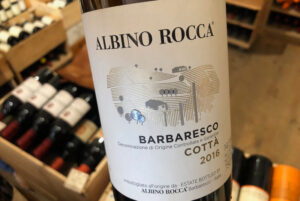 ALBINO ROCCA
BARBARESCO
Denominazione di Origine Controllata e Garantita
COTTÀ
2016
ESTATE BOTTLED BY
ALBINO ROCCA